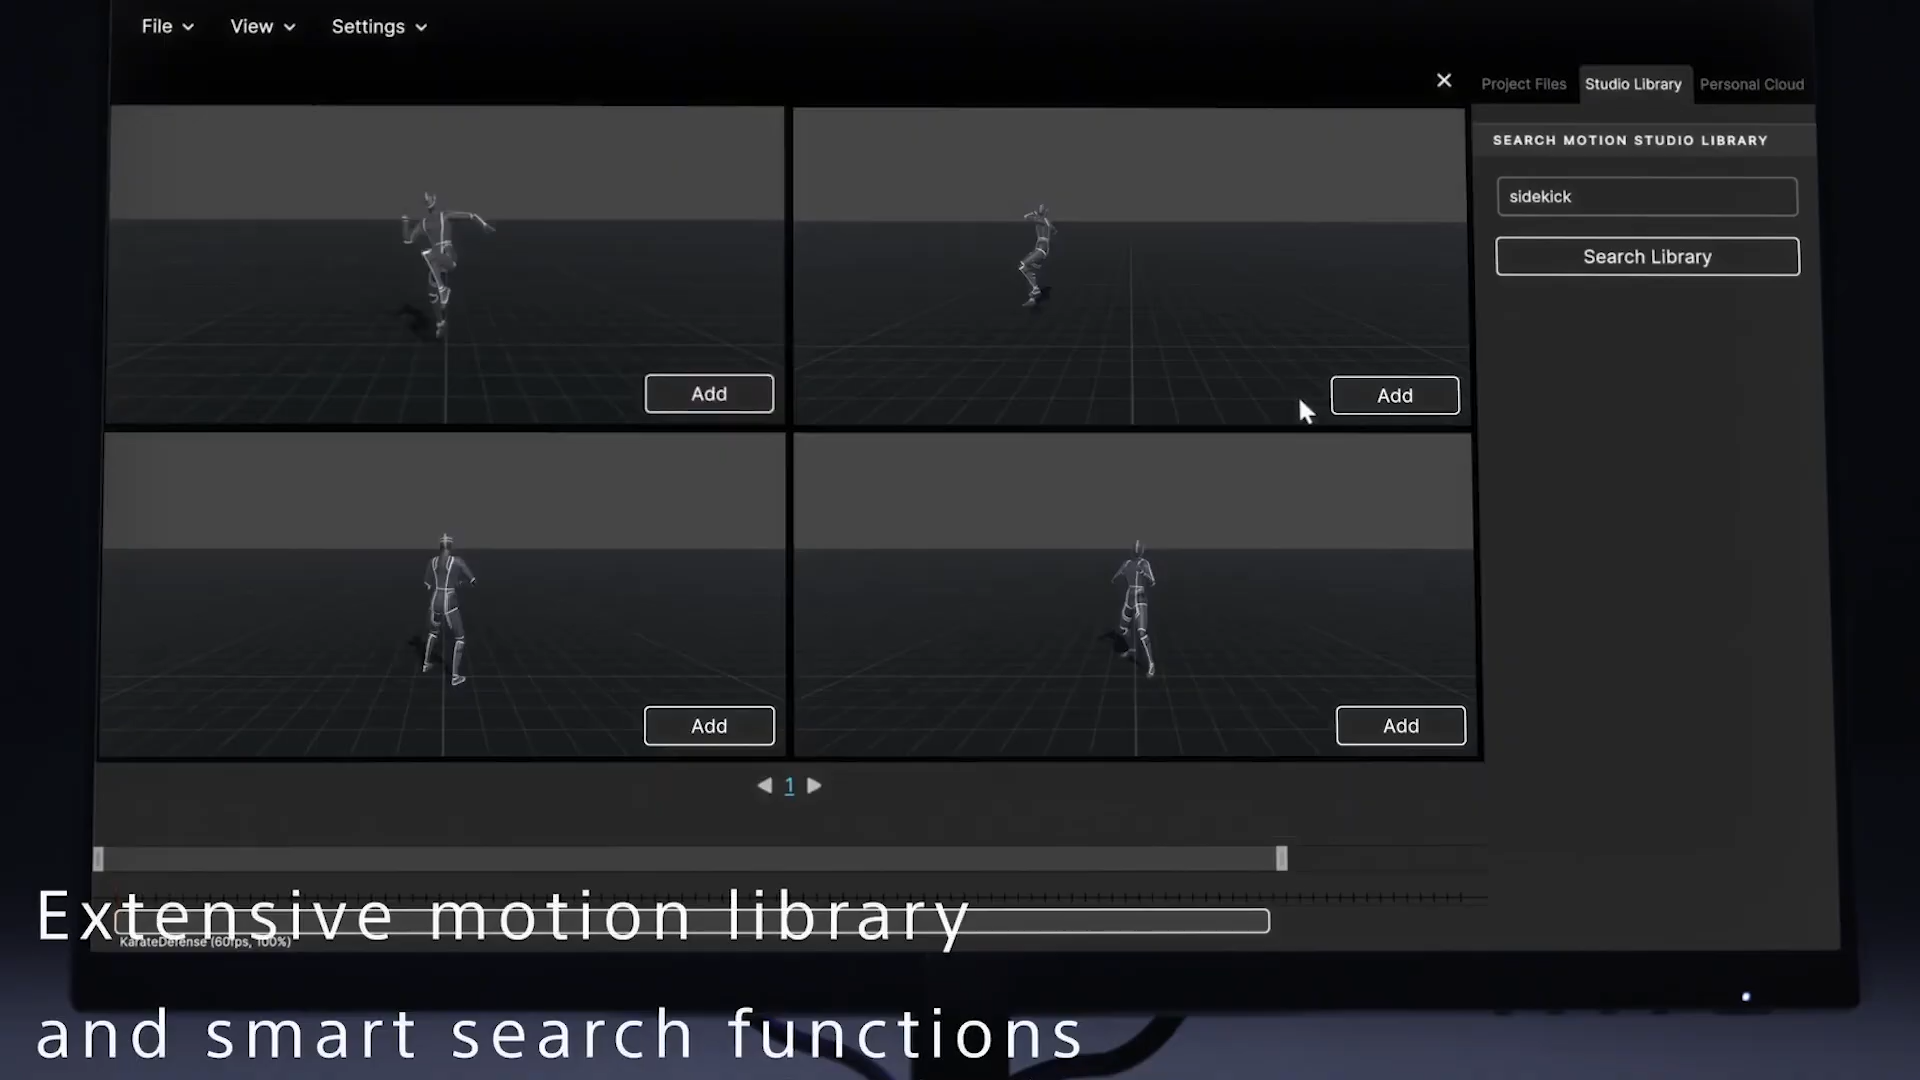 File View Settings
Project Files Studio Library Personal Cloud
SEARCH MOTION STUDIO LIBRARY
sidekick
Search Library
Add Add
Add Add
1
KarateDefense (60fps, 100%)
Extensive motion library
and smart search functions